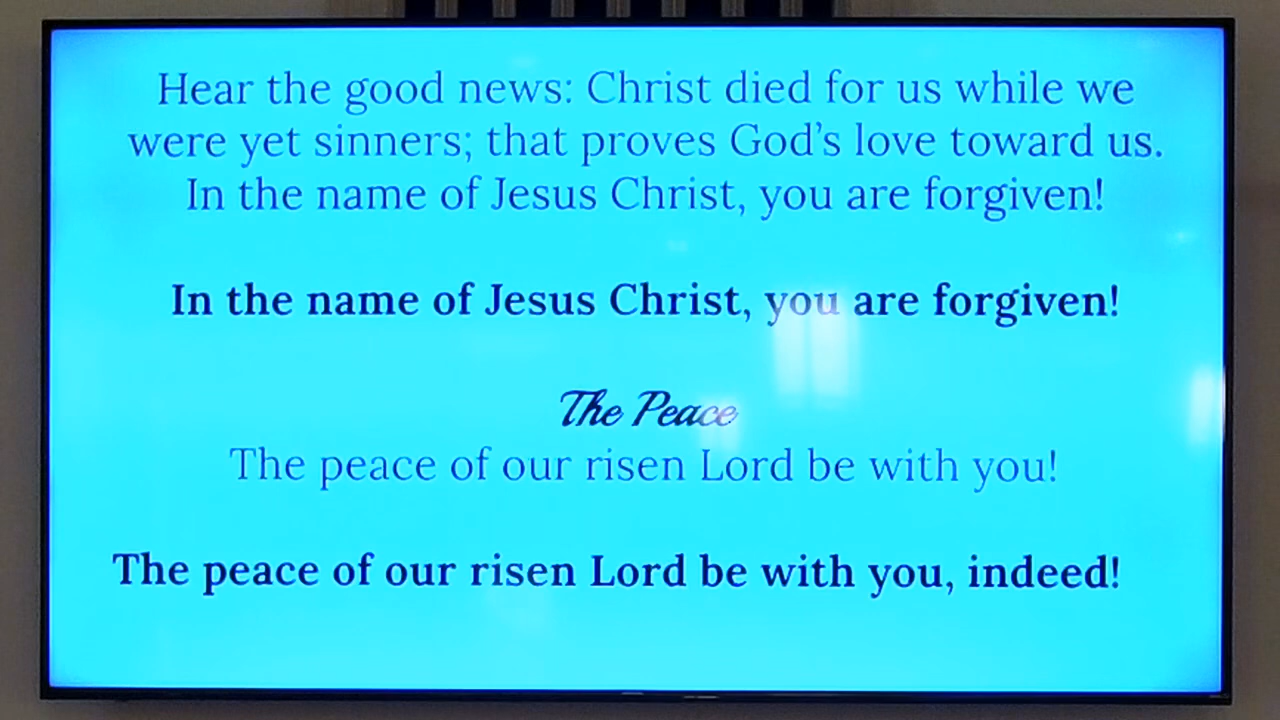 Hear the good news: Christ died for us while we
were yet sinners; that proves God’s love toward us.
In the name of Jesus Christ, you are forgiven!
In the name of Jesus Christ, you are forgiven!
The Peace
The peace of our risen Lord be with you!
The peace of our risen Lord be with you, indeed!